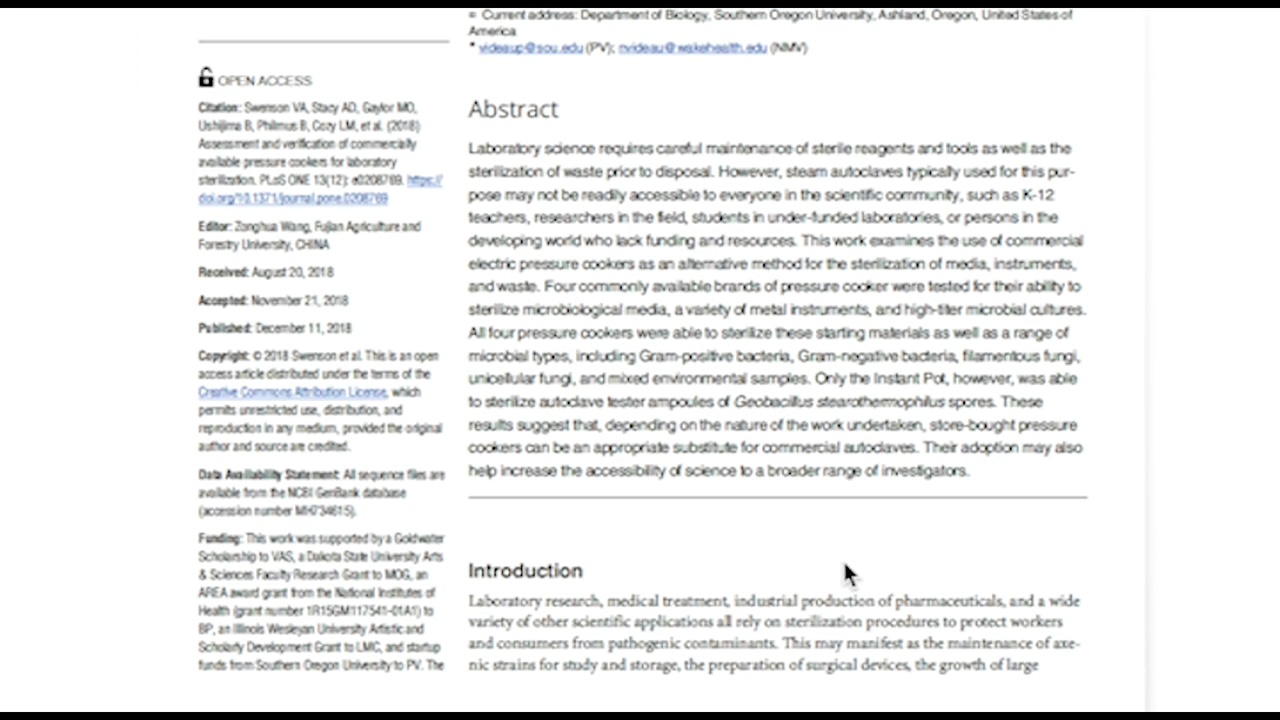 ¤ Current address: Department of Biology, Southern Oregon University, Ashland, Oregon, United States of
America
* videaup@sou.edu (PV); nvideau@wakehealth.edu (NMV)
OPEN ACCESS
Citation: Swenson VA, Stacy AD, Gaylor MO,
Ushijima B, Philmus B, Cozy LM, et al. (2018)
Assessment and verification of commercially
available pressure cookers for laboratory
sterilization. PLoS ONE 13(12): e0208769. https://
doi.org/10.1371/journal.pone.0208769
Editor: Zonghua Wang, Fujian Agriculture and
Forestry University, CHINA
Received: August 20, 2018
Accepted: November 21, 2018
Published: December 11, 2018
Copyright: © 2018 Swenson et al. This is an open
access article distributed under the terms of the
Creative Commons Attribution License, which
permits unrestricted use, distribution, and
reproduction in any medium, provided the original
author and source are credited.
Data Availability Statement: All sequence files are
available from the NCBI GenBank database
(accession number MH734615).
Funding: This work was supported by a Goldwater
Scholarship to VAS, a Dakota State University Arts
& Sciences Faculty Research Grant to MOG, an
AREA award grant from the National Institutes of
Health (grant number 1R15GM117541-01A1) to
BP, an Illinois Wesleyan University Artistic and
Scholarly Development Grant to LMC, and startup
funds from Southern Oregon University to PV. The
Abstract
Laboratory science requires careful maintenance of sterile reagents and tools as well as the
sterilization of waste prior to disposal. However, steam autoclaves typically used for this pur-
pose may not be readily accessible to everyone in the scientific community, such as K-12
teachers, researchers in the field, students in under-funded laboratories, or persons in the
developing world who lack funding and resources. This work examines the use of commercial
electric pressure cookers as an alternative method for the sterilization of media, instruments,
and waste. Four commonly available brands of pressure cooker were tested for their ability to
sterilize microbiological media, a variety of metal instruments, and high-titer microbial cultures.
All four pressure cookers were able to sterilize these starting materials as well as a range of
microbial types, including Gram-positive bacteria, Gram-negative bacteria, filamentous fungi,
unicellular fungi, and mixed environmental samples. Only the Instant Pot, however, was able
to sterilize autoclave tester ampoules of Geobacillus stearothermophilus spores. These
results suggest that, depending on the nature of the work undertaken, store-bought pressure
cookers can be an appropriate substitute for commercial autoclaves. Their adoption may also
help increase the accessibility of science to a broader range of investigators.
Introduction
Laboratory research, medical treatment, industrial production of pharmaceuticals, and a wide
variety of other scientific applications all rely on sterilization procedures to protect workers
and consumers from pathogenic contaminants. This may manifest as the maintenance of axe-
nic strains for study and storage, the preparation of surgical devices, the growth of large